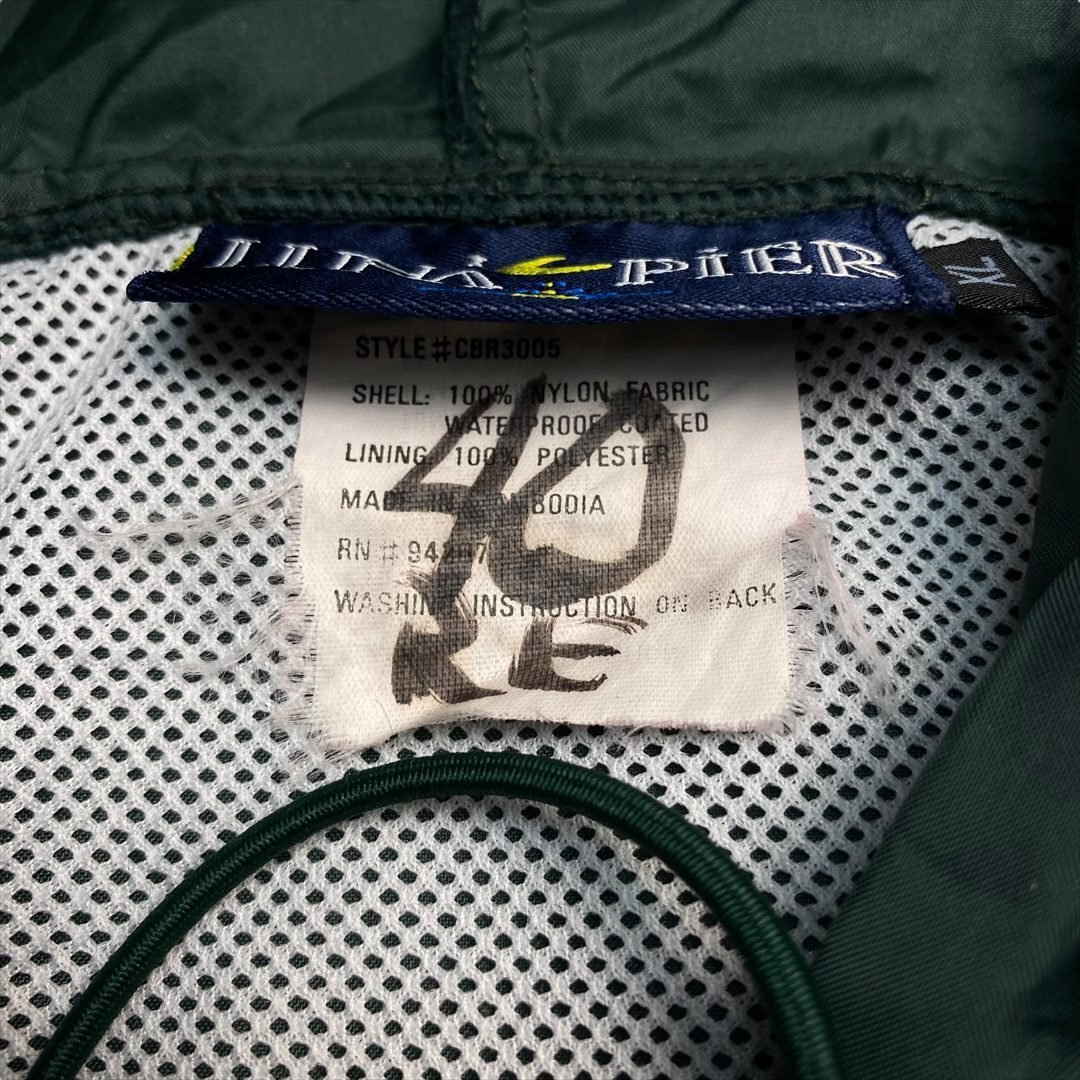 PIER
XL
STYLE#CBR3005
SHELL: 100% NYLON FABRIC
WATERPROOF COATED
LINING: 100% POLYESTER
MADE IN CAMBODIA
RN #
WASHING INSTRUCTION ON BACK
40
RE